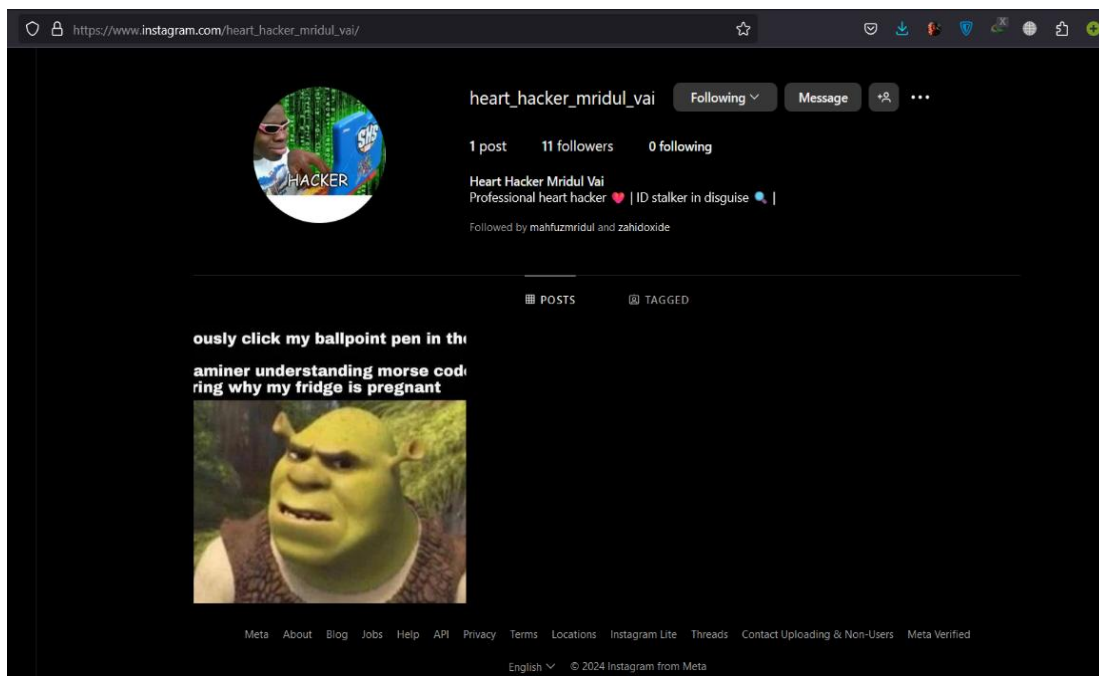 https://www.instagram.com/heart_hacker_mridul_vai/
SHS
HACKER
heart_hacker_mridul_vai Following Message
1 post 11 followers 0 following
Heart Hacker Mridul Vai
Professional heart hacker ❤️ | ID stalker in disguise 🔍 |
Followed by mahfuzmridul and zahidoxide
POSTS TAGGED
ously click my ballpoint pen in the
aminer understanding morse code
ring why my fridge is pregnant
Meta About Blog Jobs Help API Privacy Terms Locations Instagram Lite Threads Contact Uploading & Non-Users Meta Verified
English © 2024 Instagram from Meta